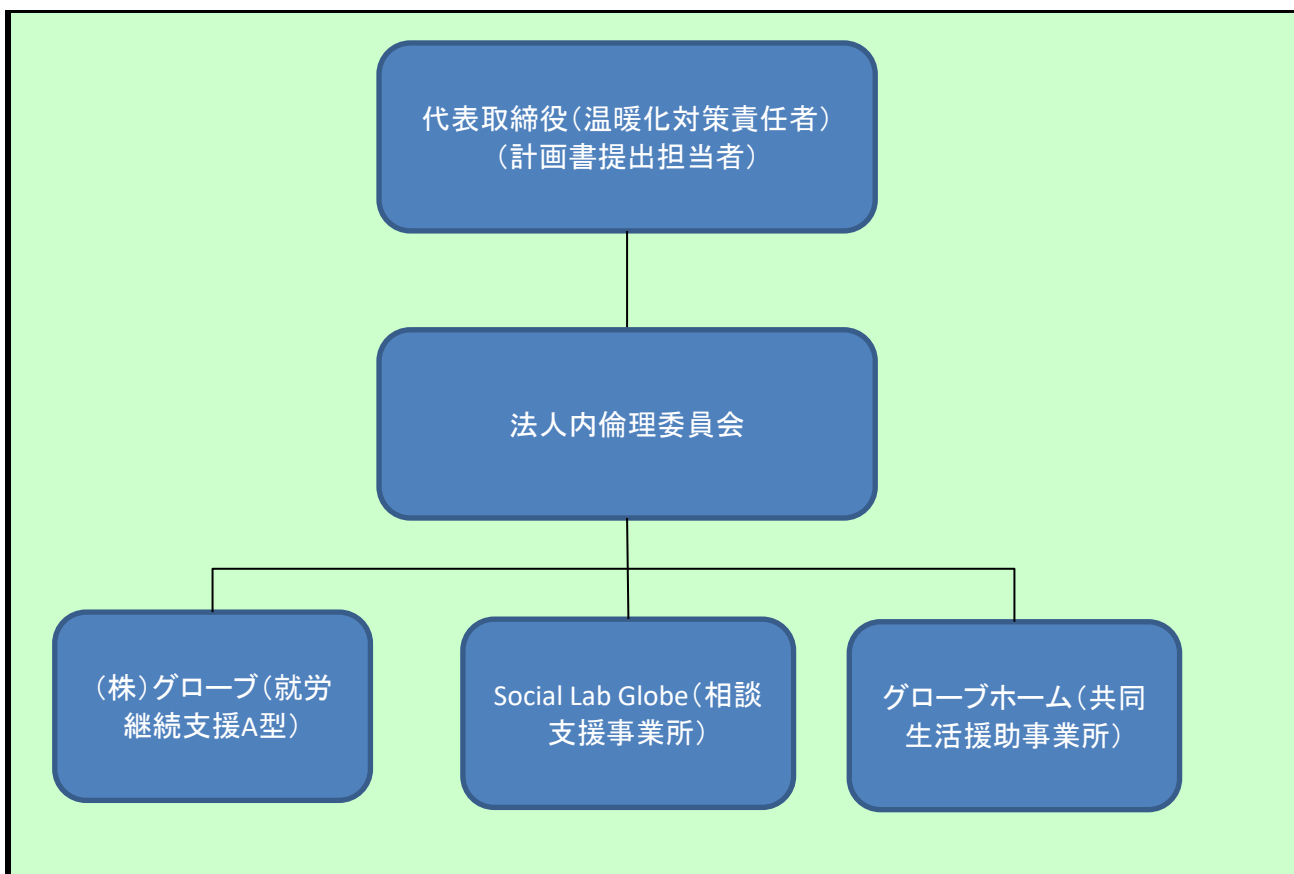 代表取締役（温暖化対策責任者）
（計画書提出担当者）
法人内倫理委員会
（株）グローブ（就労
継続支援A型）
Social Lab Globe（相談
支援事業所）
グローブホーム（共同
生活援助事業所）